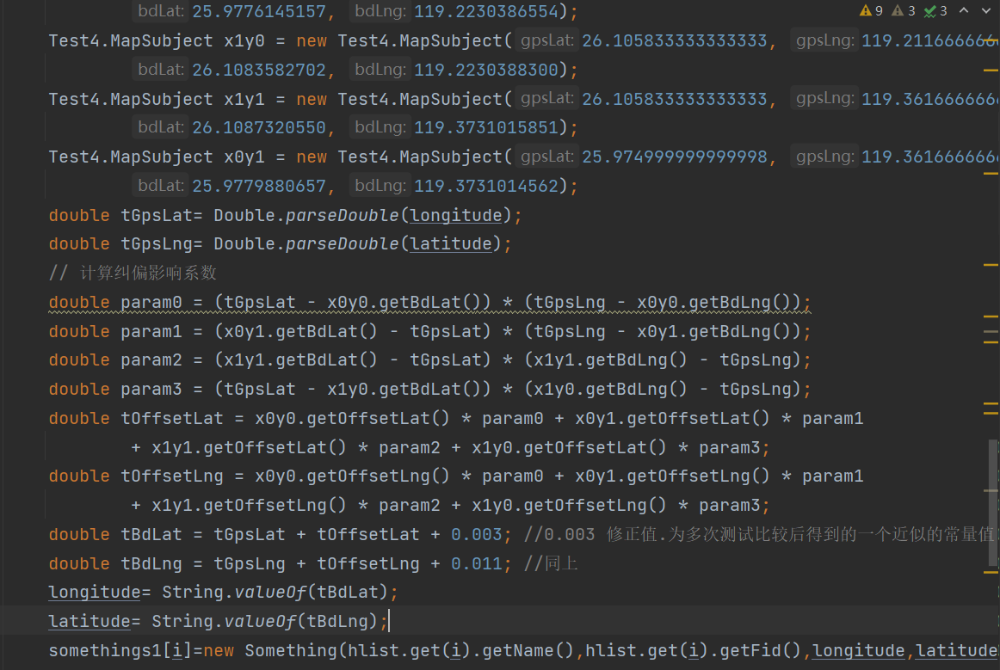 bdLat: 25.9776145157, bdLng: 119.2230386554);
9 3 3
Test4.MapSubject x1y0 = new Test4.MapSubject( gpsLat: 26.105833333333333, gpsLng: 119.2116666666
bdLat: 26.1083582702, bdLng: 119.2230388300);
Test4.MapSubject x1y1 = new Test4.MapSubject( gpsLat: 26.105833333333333, gpsLng: 119.3616666666
bdLat: 26.1087320550, bdLng: 119.3731015851);
Test4.MapSubject x0y1 = new Test4.MapSubject( gpsLat: 25.974999999999998, gpsLng: 119.3616666666
bdLat: 25.9779880657, bdLng: 119.3731014562);
double tGpsLat= Double.parseDouble(longitude);
double tGpsLng= Double.parseDouble(latitude);
// 计算纠偏影响系数
double param0 = (tGpsLat - x0y0.getBdLat()) * (tGpsLng - x0y0.getBdLng());
double param1 = (x0y1.getBdLat() - tGpsLat) * (tGpsLng - x0y1.getBdLng());
double param2 = (x1y1.getBdLat() - tGpsLat) * (x1y1.getBdLng() - tGpsLng);
double param3 = (tGpsLat - x1y0.getBdLat()) * (x1y0.getBdLng() - tGpsLng);
double tOffsetLat = x0y0.getOffsetLat() * param0 + x0y1.getOffsetLat() * param1
+ x1y1.getOffsetLat() * param2 + x1y0.getOffsetLat() * param3;
double tOffsetLng = x0y0.getOffsetLng() * param0 + x0y1.getOffsetLng() * param1
+ x1y1.getOffsetLng() * param2 + x1y0.getOffsetLng() * param3;
double tBdLat = tGpsLat + tOffsetLat + 0.003; //0.003 修正值.为多次测试比较后得到的一个近似的常量值
double tBdLng = tGpsLng + tOffsetLng + 0.011; //同上
longitude= String.valueOf(tBdLat);
latitude= String.valueOf(tBdLng);
somethings1[i]=new Something(hlist.get(i).getName(),hlist.get(i).getFid(),longitude,latitude